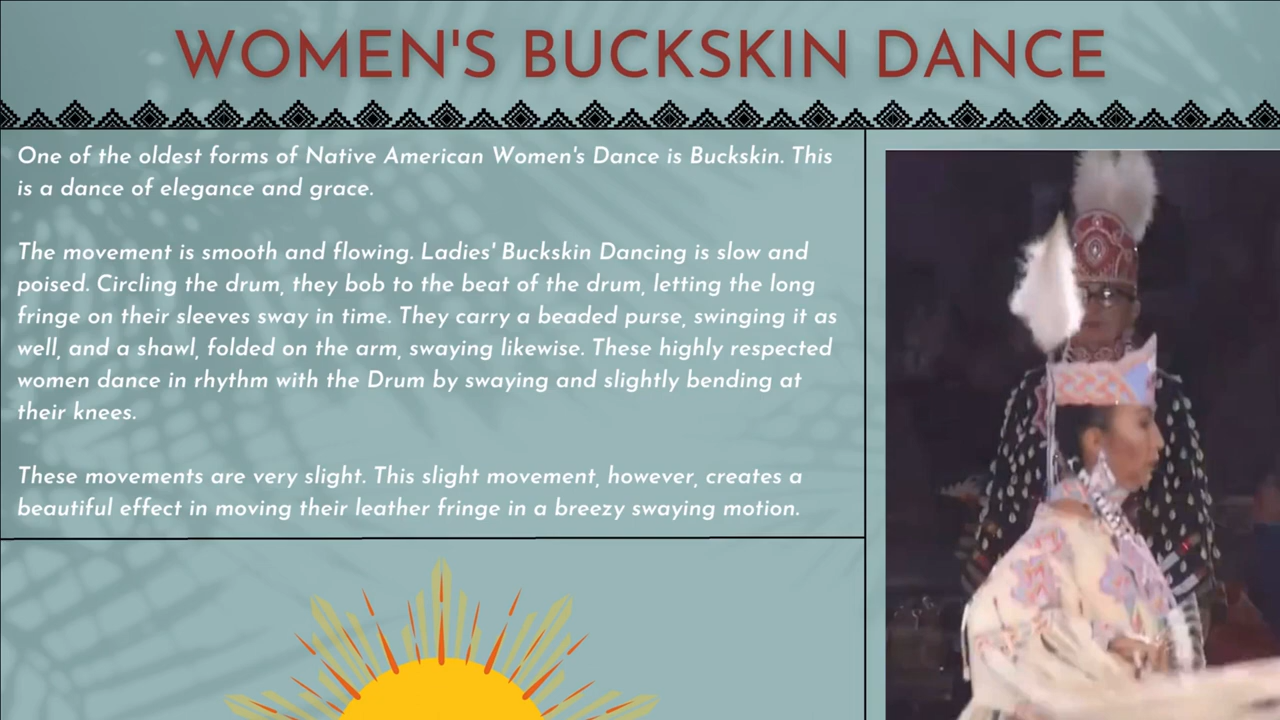 WOMEN'S BUCKSKIN DANCE
One of the oldest forms of Native American Women's Dance is Buckskin. This
is a dance of elegance and grace.
The movement is smooth and flowing. Ladies' Buckskin Dancing is slow and
poised. Circling the drum, they bob to the beat of the drum, letting the long
fringe on their sleeves sway in time. They carry a beaded purse, swinging it as
well, and a shawl, folded on the arm, swaying likewise. These highly respected
women dance in rhythm with the Drum by swaying and slightly bending at
their knees.
These movements are very slight. This slight movement, however, creates a
beautiful effect in moving their leather fringe in a breezy swaying motion.